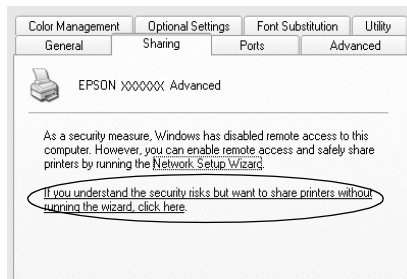 Color Management Optional Settings Font Substitution Utility
General Sharing Ports Advanced
EPSON XXXXXX Advanced
As a security measure, Windows has disabled remote access to this
computer. However, you can enable remote access and safely share
printers by running the Network Setup Wizard.
If you understand the security risks but want to share printers without
running the wizard, click here.